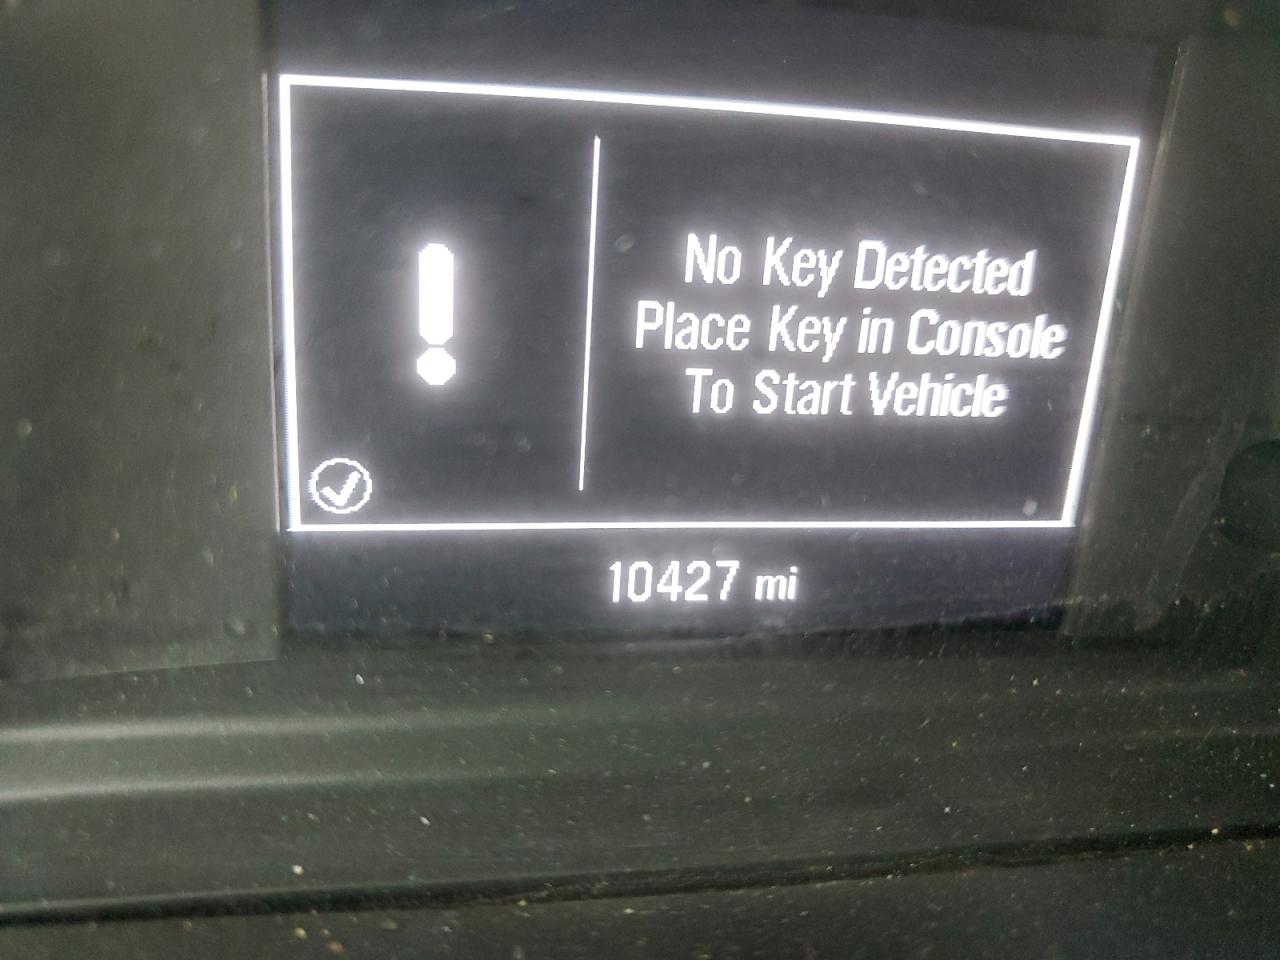 No Key Detected
Place Key in Console
To Start Vehicle
10427 mi